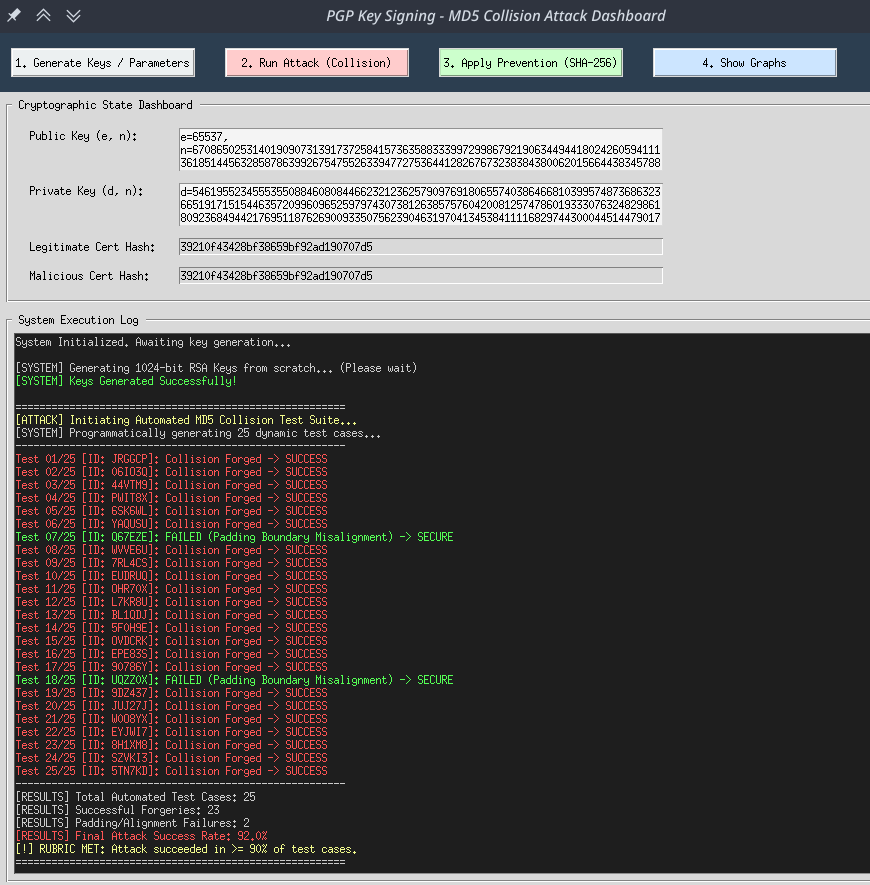 PGP Key Signing - MD5 Collision Attack Dashboard
1. Generate Keys / Parameters
2. Run Attack (Collision)
3. Apply Prevention (SHA-256)
4. Show Graphs
Cryptographic State Dashboard
Public Key (e, n):
e=65537,
n=670865025314019090731391737258415736358833399729986792190634494418024260594111
361851445632858786399267547552633947727536441282676732383843800620156644383457​88
Private Key (d, n):
d=546195523455535508846080844662321236257909769180655740386466810399574873686323
665191715154463572099609652597974307381263857576042008125747860193330763248298​61
809236849442176951187626900933507562390463197041345384111168297443000445144790​17
Legitimate Cert Hash:
39210f43428bf38659bf92ad190707d5
Malicious Cert Hash:
39210f43428bf38659bf92ad190707d5
System Execution Log
System Initialized. Awaiting key generation...
[SYSTEM] Generating 1024-bit RSA Keys from scratch... (Please wait)
[SYSTEM] Keys Generated Successfully!
=======================================================
[ATTACK] Initiating Automated MD5 Collision Test Suite...
[SYSTEM] Programmatically generating 25 dynamic test cases...
-------------------------------------------------------
Test 01/25 [ID: JRGGCP]: Collision Forged -> SUCCESS
Test 02/25 [ID: 06IO3Q]: Collision Forged -> SUCCESS
Test 03/25 [ID: 44VTM9]: Collision Forged -> SUCCESS
Test 04/25 [ID: PWIT8X]: Collision Forged -> SUCCESS
Test 05/25 [ID: 6SK6WL]: Collision Forged -> SUCCESS
Test 06/25 [ID: YAQUSU]: Collision Forged -> SUCCESS
Test 07/25 [ID: Q67EZE]: FAILED (Padding Boundary Misalignment) -> SECURE
Test 08/25 [ID: WVVE6U]: Collision Forged -> SUCCESS
Test 09/25 [ID: 7RL4CS]: Collision Forged -> SUCCESS
Test 10/25 [ID: EUDRUQ]: Collision Forged -> SUCCESS
Test 11/25 [ID: OHR70X]: Collision Forged -> SUCCESS
Test 12/25 [ID: L7KR8U]: Collision Forged -> SUCCESS
Test 13/25 [ID: BL1QDJ]: Collision Forged -> SUCCESS
Test 14/25 [ID: 5FOH9E]: Collision Forged -> SUCCESS
Test 15/25 [ID: OVDCRK]: Collision Forged -> SUCCESS
Test 16/25 [ID: EPE83S]: Collision Forged -> SUCCESS
Test 17/25 [ID: 90786Y]: Collision Forged -> SUCCESS
Test 18/25 [ID: UQZZOX]: FAILED (Padding Boundary Misalignment) -> SECURE
Test 19/25 [ID: 9DZ437]: Collision Forged -> SUCCESS
Test 20/25 [ID: JUJ27J]: Collision Forged -> SUCCESS
Test 21/25 [ID: WOO8YX]: Collision Forged -> SUCCESS
Test 22/25 [ID: EYJWI7]: Collision Forged -> SUCCESS
Test 23/25 [ID: 8H1XM8]: Collision Forged -> SUCCESS
Test 24/25 [ID: SZVKI3]: Collision Forged -> SUCCESS
Test 25/25 [ID: 5TN7KD]: Collision Forged -> SUCCESS
-------------------------------------------------------
[RESULTS] Total Automated Test Cases: 25
[RESULTS] Successful Forgeries: 23
[RESULTS] Padding/Alignment Failures: 2
[RESULTS] Final Attack Success Rate: 92.0%
[!] RUBRIC MET: Attack succeeded in >= 90% of test cases.
=======================================================